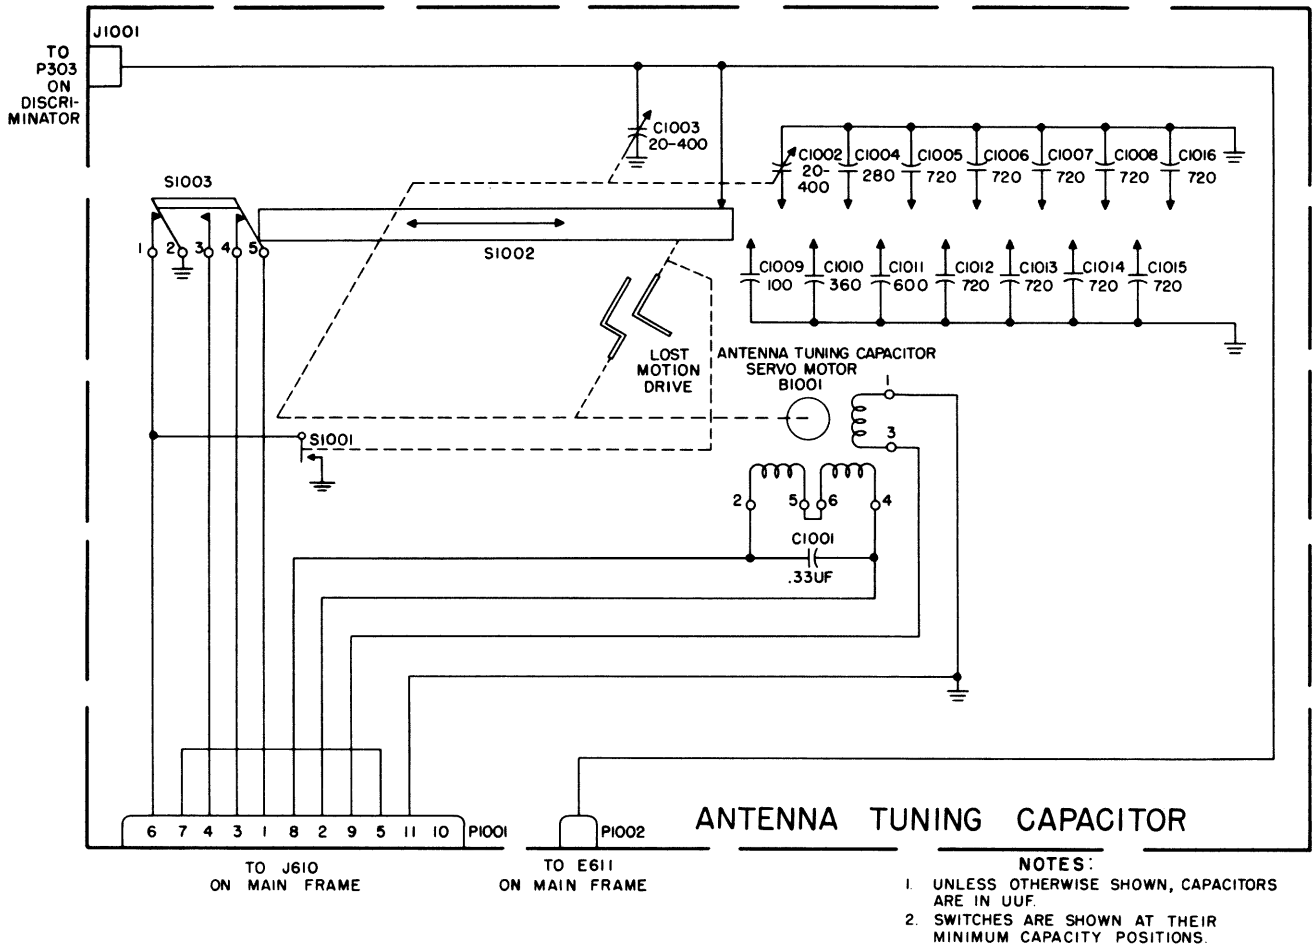 J1001
TO
P303
ON
DISCRI-
MINATOR
C1003
20-400
C1002
20-
400
C1004
280
C1005
720
C1006
720
C1007
720
C1008
720
C1016
720
S1003
1
2
3
4
5
S1002
C1009
100
C1010
360
C1011
600
C1012
720
C1013
720
C1014
720
C1015
720
LOST
MOTION
DRIVE
ANTENNA TUNING CAPACITOR
SERVO MOTOR
B1001
1
3
S1001
2
5
6
4
C1001
.33UF
6 7 4 3 1 8 2 9 5 11 10
P1001
P1002
ANTENNA TUNING CAPACITOR
TO J610
ON MAIN FRAME
TO E611
ON MAIN FRAME
NOTES:
1. UNLESS OTHERWISE SHOWN, CAPACITORS
ARE IN UUF.
2. SWITCHES ARE SHOWN AT THEIR
MINIMUM CAPACITY POSITIONS.